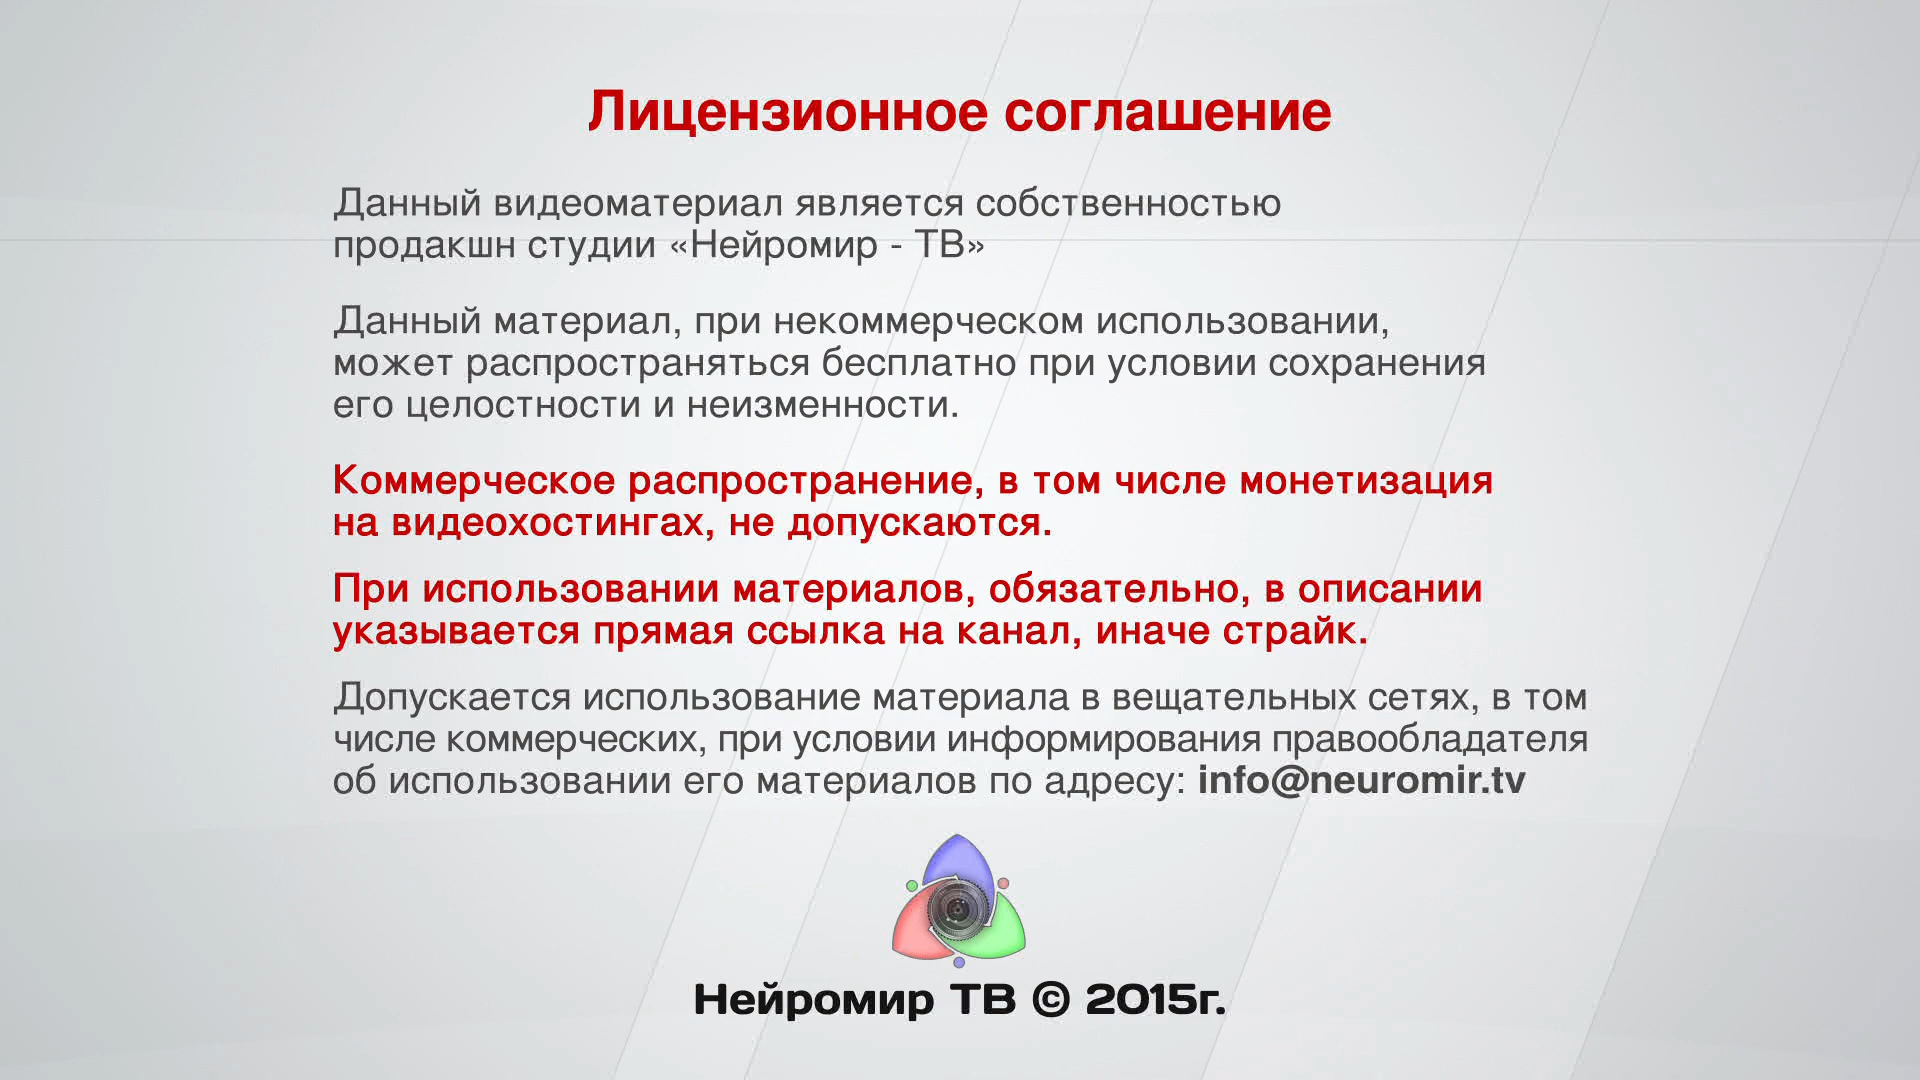 Лицензионное соглашение
Данный видеоматериал является собственностью
продакшн студии «Нейромир - ТВ»
Данный материал, при некоммерческом использовании,
может распространяться бесплатно при условии сохранения
его целостности и неизменности.
Коммерческое распространение, в том числе монетизация
на видеохостингах, не допускаются.
При использовании материалов, обязательно, в описании
указывается прямая ссылка на канал, иначе страйк.
Допускается использование материала в вещательных сетях, в том
числе коммерческих, при условии информирования правообладателя
об использовании его материалов по адресу: info@neuromir.tv
Нейромир ТВ © 2015г.